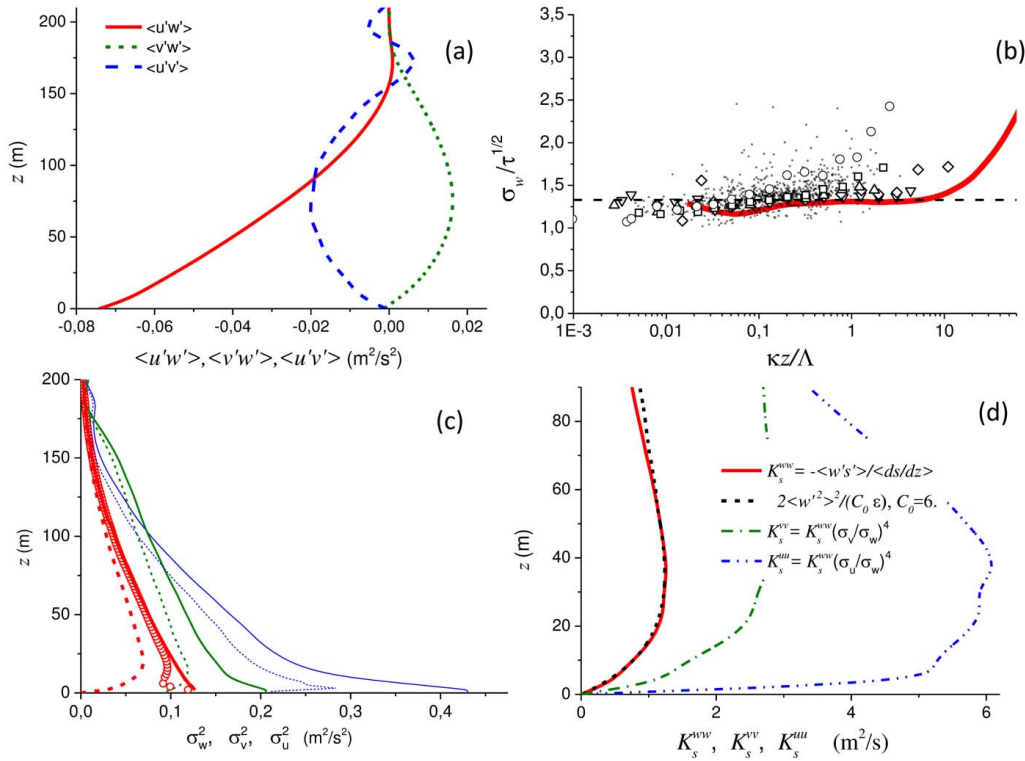 200
150
100
50
0
z (m)
<u'w'>
<v'w'>
<u'v'>
(a)
-0,08 -0,06 -0,04 -0,02 0,00 0,02
<u'w'>, <v'w'>, <u'v'> (m²/s²)
3,5
3,0
2,5
2,0
1,5
1,0
0,5
0,0
σ_w/τ^{1/2}
(b)
1E-3 0,01 0,1 1 10
κz/Λ
200
150
100
50
0
z (m)
(c)
0,0 0,1 0,2 0,3 0,4
σ²_w, σ²_v, σ²_u (m²/s²)
80
60
40
20
0
z (m)
(d)
K_s^{ww} = -<w's'>/<ds/dz>
2<w'²>²/(C₀ ε), C₀=6.
K_s^{vv} = K_s^{ww}(σ_v/σ_w)⁴
K_s^{uu} = K_s^{ww}(σ_u/σ_w)⁴
0 2 4 6
K_s^{ww}, K_s^{vv}, K_s^{uu} (m²/s)